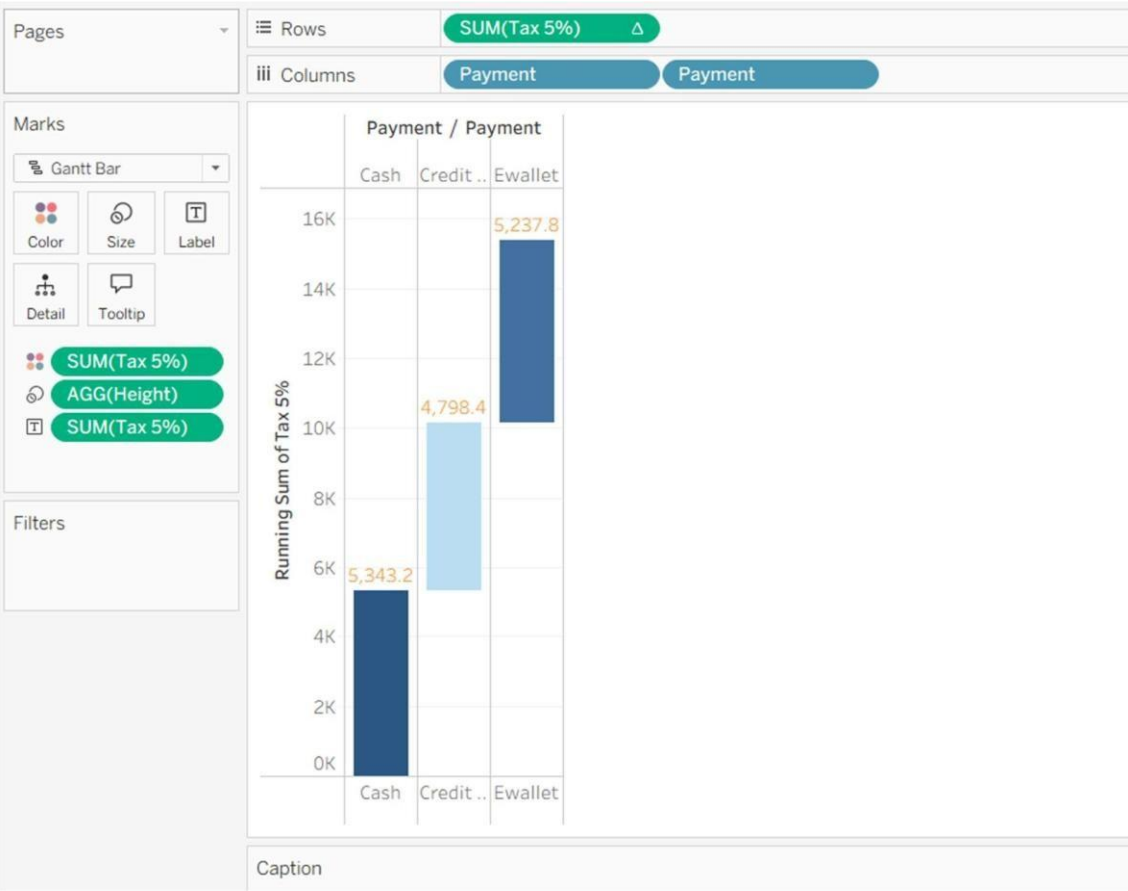 Pages
Rows
SUM(Tax 5%) Δ
Columns
Payment
Payment
Marks
Gantt Bar
Color
Size
Label
Detail
Tooltip
SUM(Tax 5%)
AGG(Height)
SUM(Tax 5%)
Filters
Payment / Payment
Cash
Credit ..
Ewallet
Running Sum of Tax 5%
16K
14K
12K
10K
8K
6K
4K
2K
0K
5,237.8
4,798.4
5,343.2
Cash
Credit ..
Ewallet
Caption